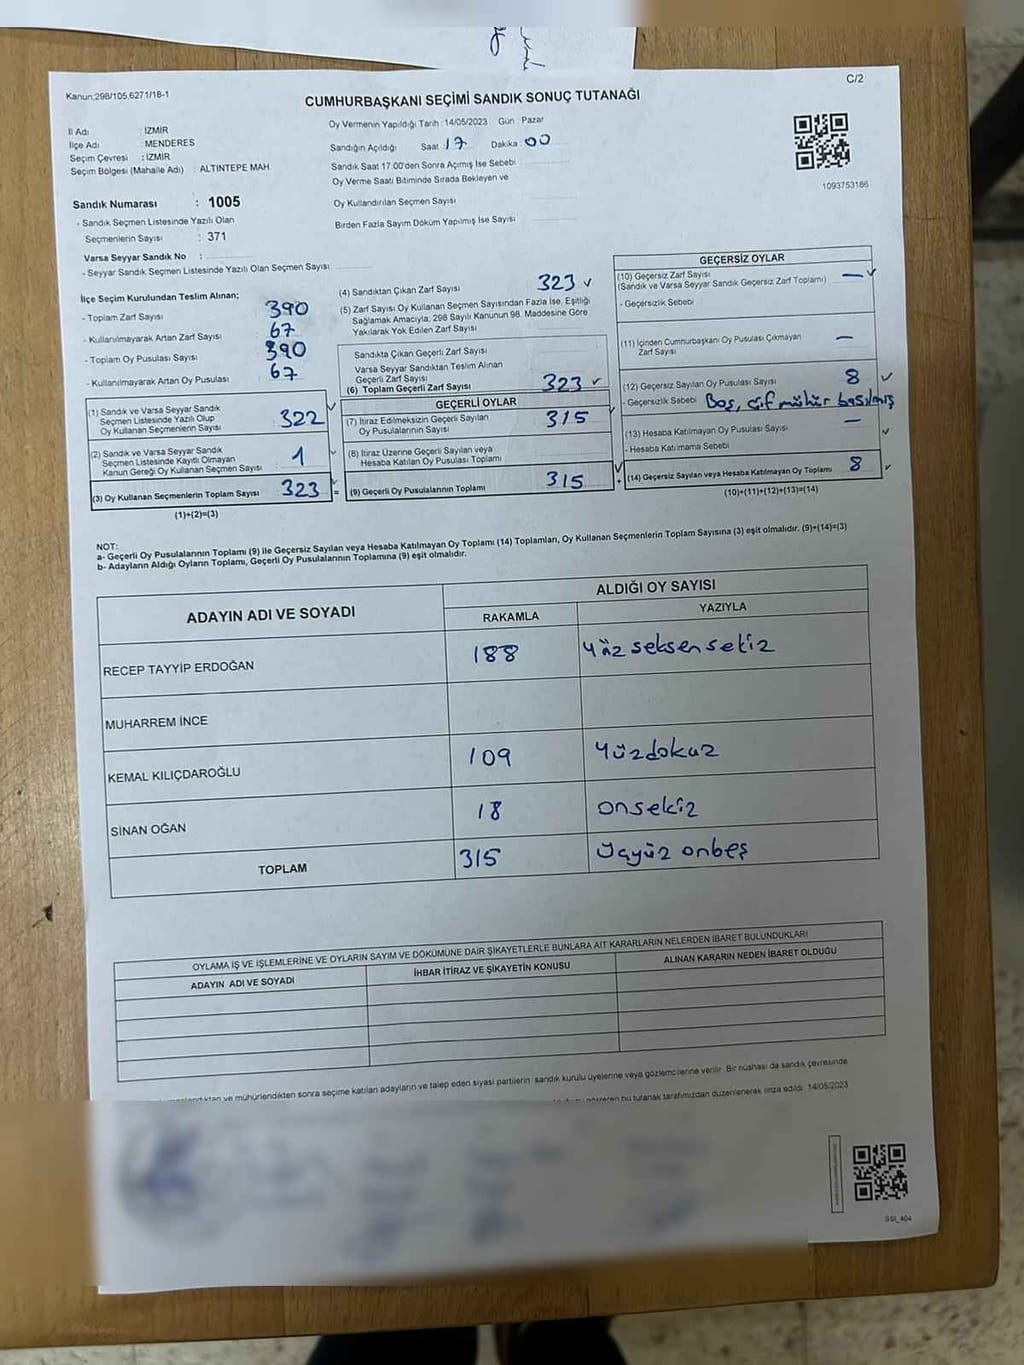 C/2
Kanun,298/105,6271/18-1
CUMHURBAŞKANI SEÇİMİ SANDIK SONUÇ TUTANAĞI
İl Adı : İZMİR
İlçe Adı : MENDERES
Seçim Çevresi : İZMİR
Seçim Bölgesi (Mahalle Adı) : ALTINTEPE MAH.
Oy Vermenin Yapıldığı Tarih : 14/05/2023 Gün : Pazar
Sandığın Açıldığı Saat 17 Dakika 00
Sandık Saat 17:00'den Sonra Açımış İse Sebebi
Oy Verme Saati Bitiminde Sırada Bekleyen ve
Oy Kullandırılan Seçmen Sayısı
Birden Fazla Sayım Döküm Yapılmış İse Sayısı
1093753186
Sandık Numarası : 1005
- Sandık Seçmen Listesinde Yazılı Olan
Seçmenlerin Sayısı : 371
Varsa Seyyar Sandık No :
- Seyyar Sandık Seçmen Listesinde Yazılı Olan Seçmen Sayısı
İlçe Seçim Kurulundan Teslim Alınan;
- Toplam Zarf Sayısı 390
- Kullanılmayarak Artan Zarf Sayısı 67
- Toplam Oy Pusulası Sayısı 390
- Kullanılmayarak Artan Oy Pusulası 67
(1) Sandık ve Varsa Seyyar Sandık
Seçmen Listesinde Yazılı Olup
Oy Kullanan Seçmenlerin Sayısı 322
(2) Sandık ve Varsa Seyyar Sandık
Seçmen Listesinde Kayıtlı Olmayan
Kanun Gereği Oy Kullanan Seçmen Sayısı 1
(3) Oy Kullanan Seçmenlerin Toplam Sayısı 323 =
(1)+(2)=(3)
(4) Sandıktan Çıkan Zarf Sayısı 323 ✓
(5) Zarf Sayısı Oy Kullanan Seçmen Sayısından Fazla İse, Eşitliği
Sağlamak Amacıyla, 298 Sayılı Kanunun 98. Maddesine Göre
Yakılarak Yok Edilen Zarf Sayısı
Sandıkta Çıkan Geçerli Zarf Sayısı
Varsa Seyyar Sandıktan Teslim Alınan
Geçerli Zarf Sayısı
(6) Toplam Geçerli Zarf Sayısı 323 ✓
GEÇERLİ OYLAR
(7) İtiraz Edilmeksizin Geçerli Sayılan
Oy Pusulalarının Sayısı 315
(8) İtiraz Üzerine Geçerli Sayılan veya
Hesaba Katılan Oy Pusulası Toplamı
(9) Geçerli Oy Pusulalarının Toplamı 315 +
GEÇERSİZ OYLAR
(10) Geçersiz Zarf Sayısı — ✓
(Sandık ve Varsa Seyyar Sandık Geçersiz Zarf Toplamı)
- Geçersizlik Sebebi
(11) İçinden Cumhurbaşkanı Oy Pusulası Çıkmayan —
Zarf Sayısı
(12) Geçersiz Sayılan Oy Pusulası Sayısı 8 ✓
- Geçersizlik Sebebi Boş, çif mühür basılmış
(13) Hesaba Katılmayan Oy Pusulası Sayısı — ✓
- Hesaba Katılmama Sebebi
(14) Geçersiz Sayılan veya Hesaba Katılmayan Oy Toplamı 8 ✓
(10)+(11)+(12)+(13)=(14)
NOT:
a- Geçerli Oy Pusulalarının Toplamı (9) ile Geçersiz Sayılan veya Hesaba Katılmayan Oy Toplamı (14) Toplamları, Oy Kullanan Seçmenlerin Toplam Sayısına (3) eşit olmalıdır. (9)+(14)=(3)
b- Adayların Aldığı Oyların Toplamı, Geçerli Oy Pusulalarının Toplamına (9) eşit olmalıdır.
ADAYIN ADI VE SOYADI ALDIĞI OY SAYISI
RAKAMLA YAZIYLA
RECEP TAYYİP ERDOĞAN 188 Yüz seksen sekiz
MUHARREM İNCE
KEMAL KILIÇDAROĞLU 109 Yüzdokuz
SİNAN OĞAN 18 onsekiz
TOPLAM 315 Üçyüz onbeş
OYLAMA İŞ VE İŞLEMLERİNE VE OYLARIN SAYIM VE DÖKÜMÜNE DAİR ŞİKAYETLERLE BUNLARA AİT KARARLARIN NELERDEN İBARET BULUNDUKLARI
ADAYIN ADI VE SOYADI İHBAR İTİRAZ VE ŞİKAYETİN KONUSU ALINAN KARARIN NEDEN İBARET OLDUĞU
ve mühürlendikten sonra seçime katılan adayların ve talep eden siyasi partilerin sandık kurulu üyelerine veya gözlemcilerine verilir. Bir nüshası da sandık çevresinde
bu tutanak tarafımızdan düzenlenerek imza edildi. 14/05/2023
SSI_404